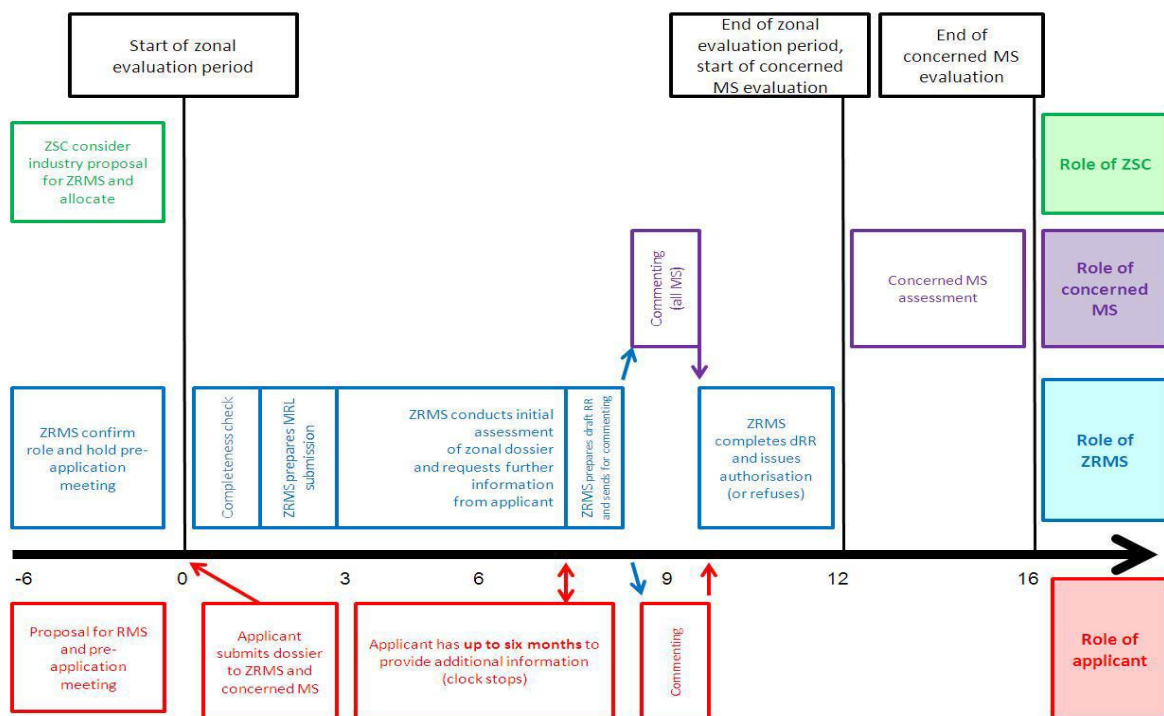 Start of zonal
evaluation period
End of zonal
evaluation period,
start of concerned
MS evaluation
End of
concerned MS
evaluation
ZSC consider
industry proposal
for ZRMS and
allocate
Role of ZSC
Commenting
(all MS)
Concerned MS
assessment
Role of
concerned
MS
ZRMS confirm
role and hold pre-
application
meeting
Completeness check
ZRMS prepares MRL
submission
ZRMS conducts initial
assessment
of zonal dossier
and requests further
information
from applicant
ZRMS prepares draft RR
and sends for commenting
ZRMS
completes dRR
and issues
authorisation
(or refuses)
Role of
ZRMS
-6 0 3 6 9 12 16
Proposal for RMS
and pre-
application
meeting
Applicant
submits dossier
to ZRMS and
concerned MS
Applicant has up to six months to
provide additional information
(clock stops)
Commenting
Role of
applicant